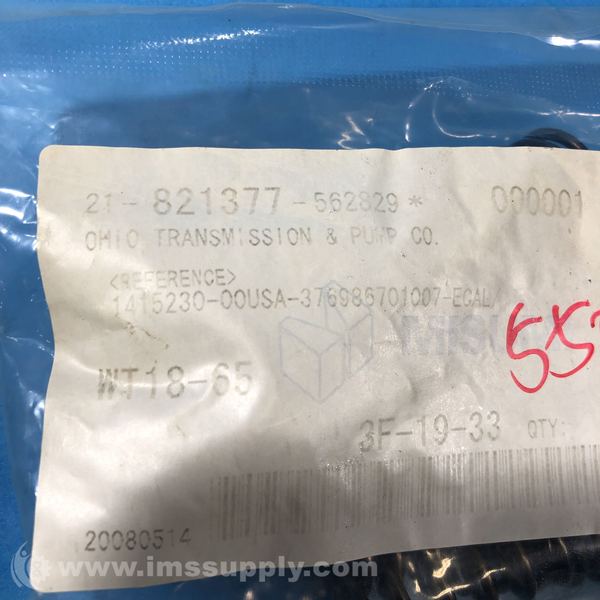 21-821377-562829* 000001
OHIO TRANSMISSION & PUMP CO.
<REFERENCE>
1415230-00USA-376986701007-ECAL/
WT18-65
3F-19-33 QTY:
20080514
www.imssupply.com